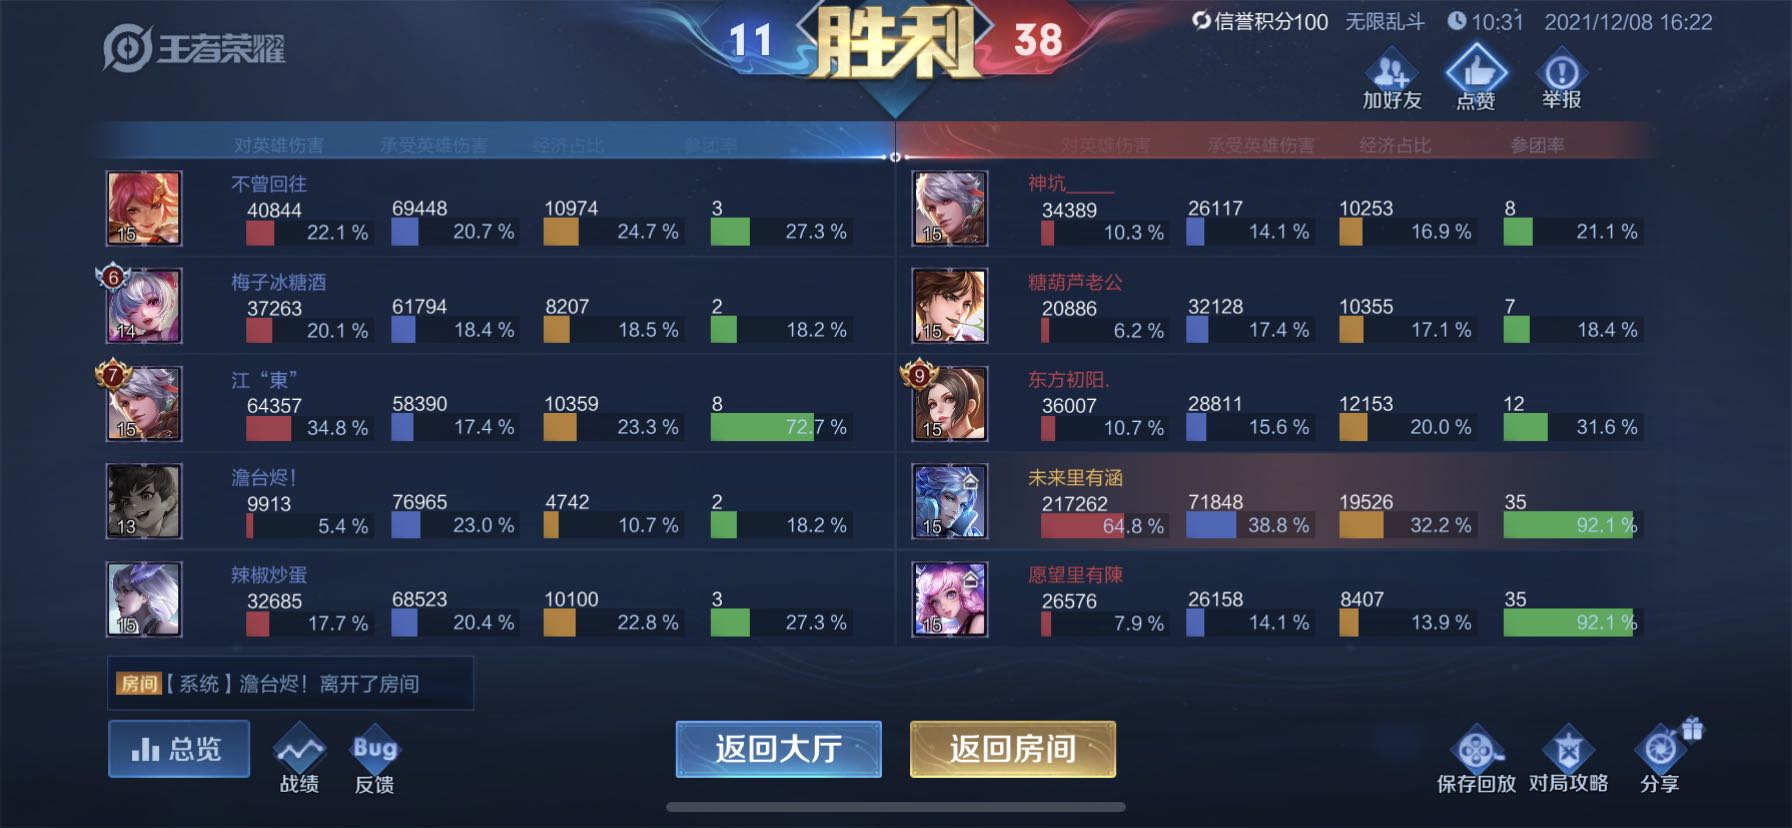 王者荣耀
11
胜利
38
信誉积分100 无限乱斗 10:31 2021/12/08 16:22
加好友 点赞 举报
对英雄伤害 承受英雄伤害 经济占比 参团率
对英雄伤害 承受英雄伤害 经济占比 参团率
15
不曾回往
40844 69448 10974 3
22.1 % 20.7 % 24.7 % 27.3 %
15
神坑_____
34389 26117 10253 8
10.3 % 14.1 % 16.9 % 21.1 %
6
14
梅子冰糖酒
37263 61794 8207 2
20.1 % 18.4 % 18.5 % 18.2 %
15
糖葫芦老公
20886 32128 10355 7
6.2 % 17.4 % 17.1 % 18.4 %
7
15
江“東”
64357 58390 10359 8
34.8 % 17.4 % 23.3 % 72.7 %
9
15
东方初阳.
36007 28811 12153 12
10.7 % 15.6 % 20.0 % 31.6 %
13
澹台烬！
9913 76965 4742 2
5.4 % 23.0 % 10.7 % 18.2 %
15
未来里有涵
217262 71848 19526 35
64.8 % 38.8 % 32.2 % 92.1 %
15
辣椒炒蛋
32685 68523 10100 3
17.7 % 20.4 % 22.8 % 27.3 %
15
愿望里有陳
26576 26158 8407 35
7.9 % 14.1 % 13.9 % 92.1 %
房间【系统】澹台烬！离开了房间
总览
战绩
Bug
反馈
返回大厅
返回房间
保存回放 对局攻略 分享